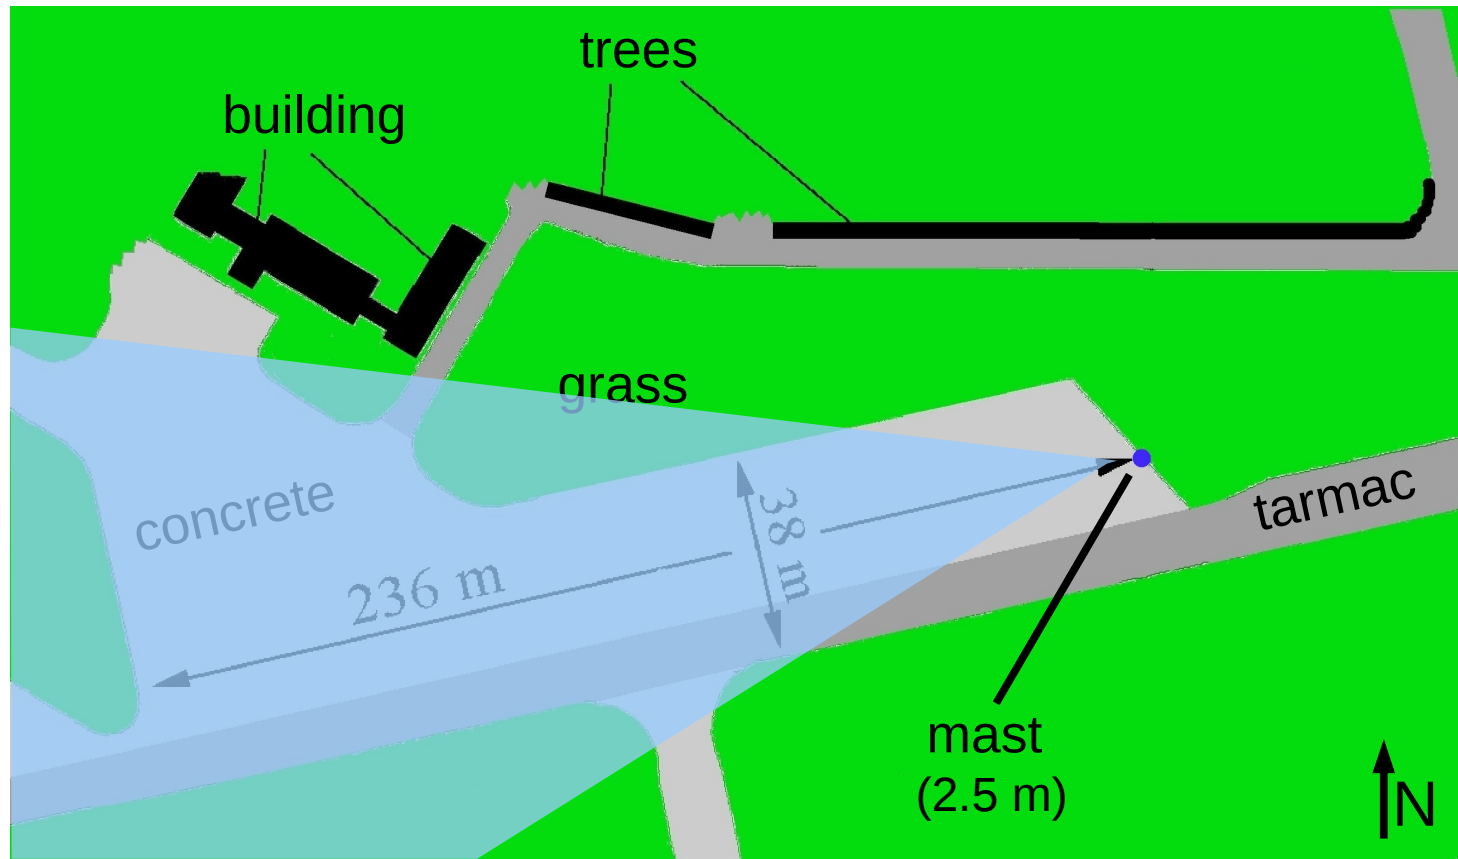 trees
building
grass
concrete
38 m
236 m
tarmac
mast
(2.5 m)
N